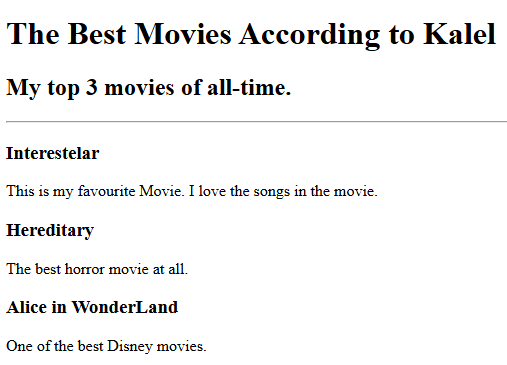 The Best Movies According to Kalel
My top 3 movies of all-time.
Interestelar
This is my favourite Movie. I love the songs in the movie.
Hereditary
The best horror movie at all.
Alice in WonderLand
One of the best Disney movies.